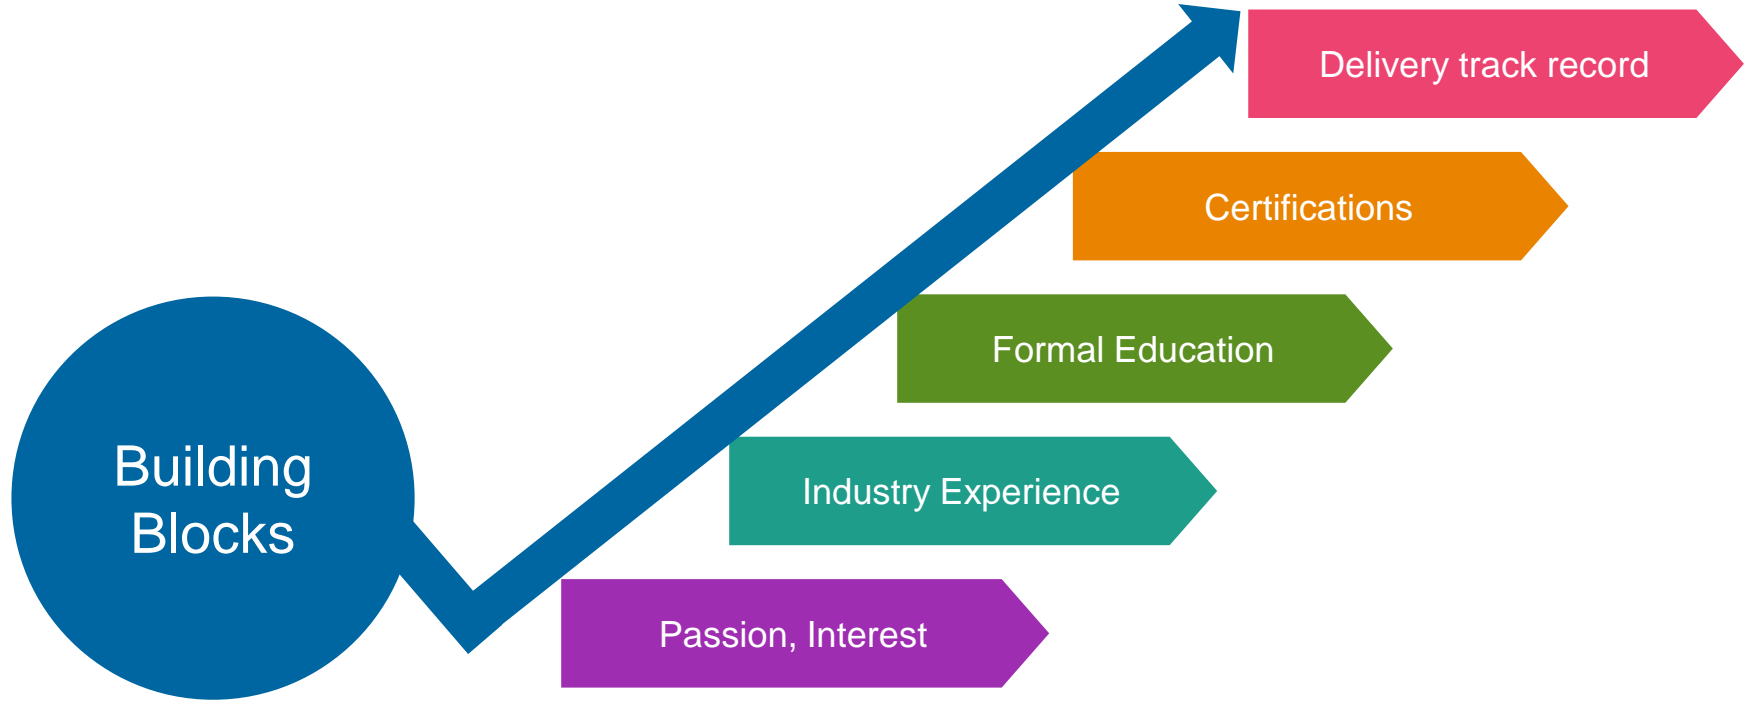 Delivery track record
Certifications
Formal Education
Building
Blocks
Industry Experience
Passion, Interest